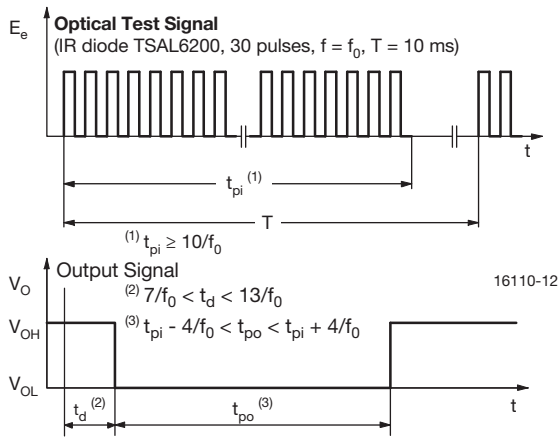 E_e
Optical Test Signal
(IR diode TSAL6200, 30 pulses, f = f_0, T = 10 ms)
t
t_pi (1)
T
(1) t_pi ≥ 10/f_0
V_O
Output Signal
16110-12
(2) 7/f_0 < t_d < 13/f_0
V_OH
(3) t_pi - 4/f_0 < t_po < t_pi + 4/f_0
V_OL
t
t_d (2)
t_po (3)